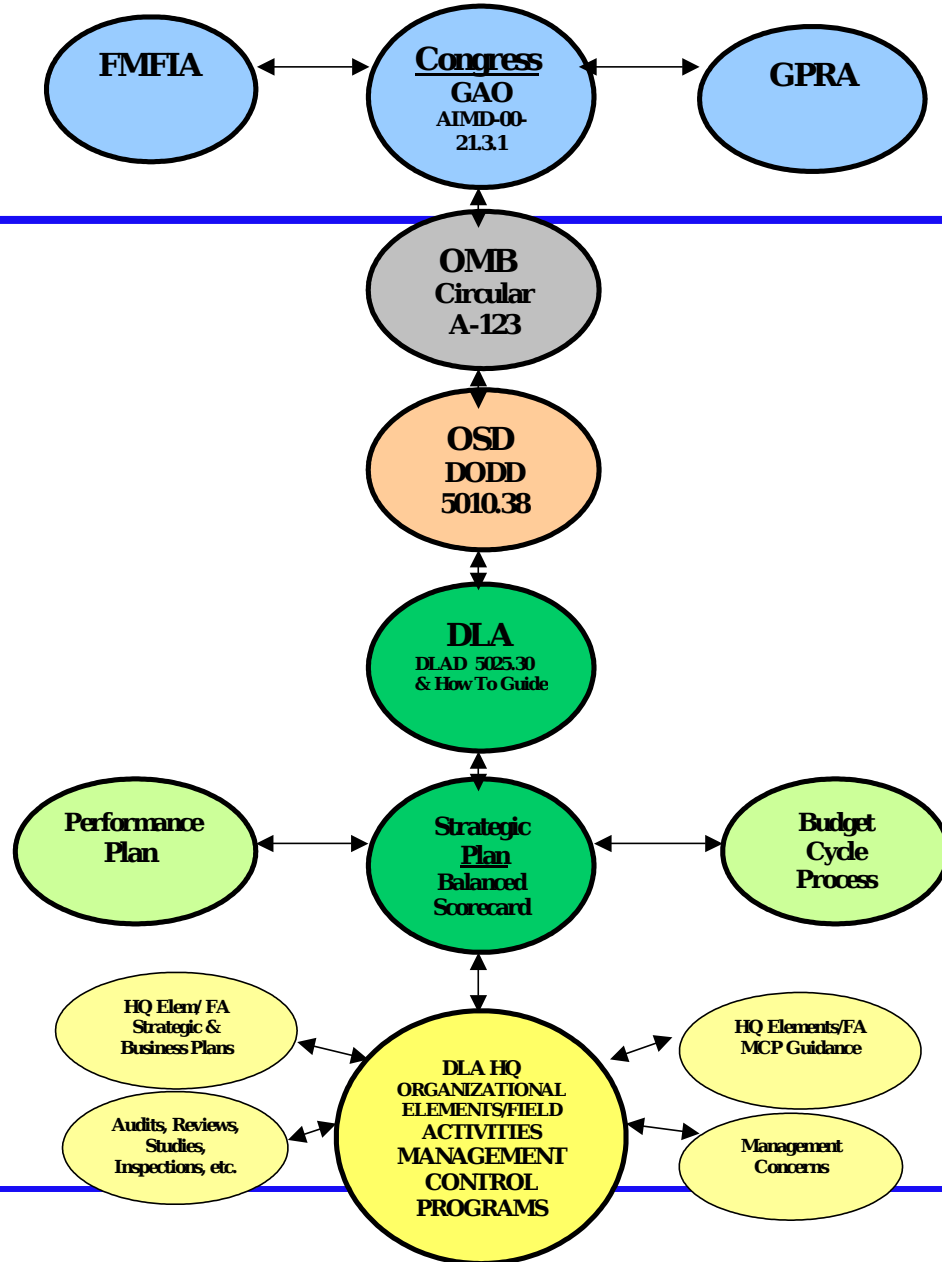 FMFIA
Congress
GAO
AIMD-00-
21.3.1
GPRA
OMB
Circular
A-123
OSD
DODD
5010.38
DLA
DLAD 5025.30
& How To Guide
Performance
Plan
Strategic
Plan
Balanced
Scorecard
Budget
Cycle
Process
HQ Elem/ FA
Strategic &
Business Plans
HQ Elements/FA
MCP Guidance
DLA HQ
ORGANIZATIONAL
ELEMENTS/FIELD
ACTIVITIES
MANAGEMENT
CONTROL
PROGRAMS
Audits, Reviews,
Studies,
Inspections, etc.
Management
Concerns